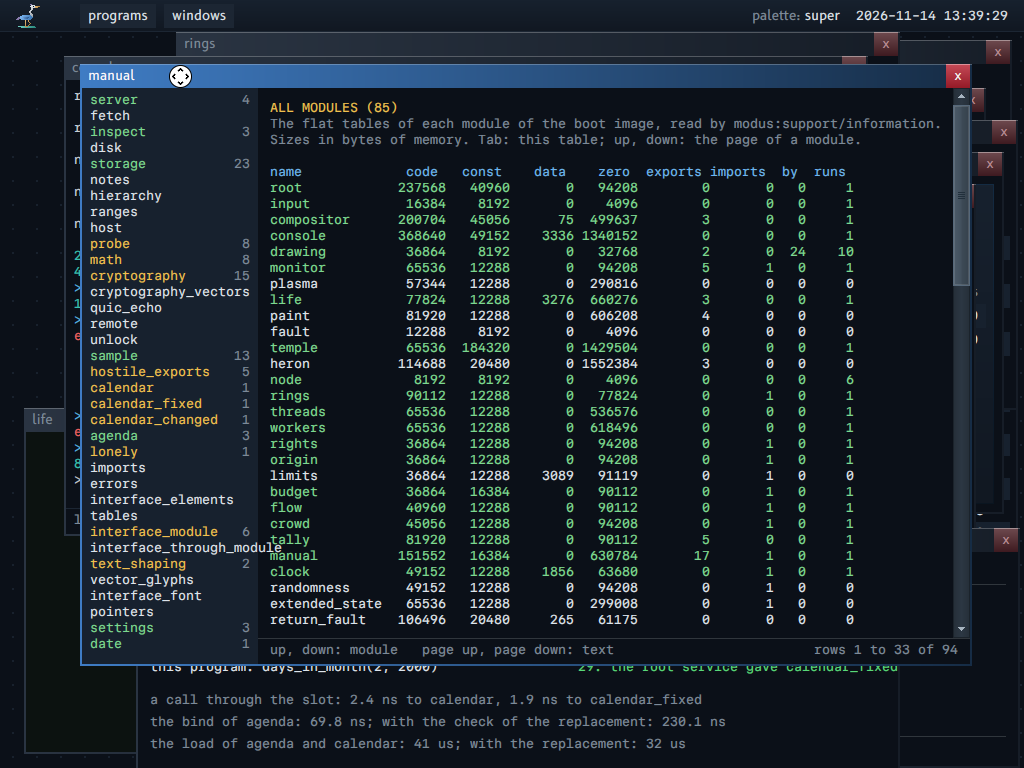 programs windows palette: super 2026-11-14 13:39:29
rings x
x
manual x
server 4
fetch
inspect 3
disk
storage 23
notes
hierarchy
ranges
host
probe 8
math 8
cryptography 15
cryptography_vectors
quic_echo
remote
unlock
sample 13
hostile_exports 5
calendar 1
calendar_fixed 1
calendar_changed 1
agenda 3
lonely 1
imports
errors
interface_elements
tables
interface_module 6
interface_through_module
text_shaping 2
vector_glyphs
interface_font
pointers
settings 3
date 1
ALL MODULES (85)
The flat tables of each module of the boot image, read by modus:support/information.
Sizes in bytes of memory. Tab: this table; up, down: the page of a module.
name code const data zero exports imports by runs
root 237568 40960 0 94208 0 0 0 1
input 16384 8192 0 4096 0 0 0 1
compositor 200704 45056 75 499637 3 0 0 1
console 368640 49152 3336 1340152 0 0 0 1
drawing 36864 8192 0 32768 2 0 24 10
monitor 65536 12288 0 94208 5 1 0 1
plasma 57344 12288 0 290816 0 0 0 0
life 77824 12288 3276 660276 3 0 0 1
paint 81920 12288 0 606208 4 0 0 0
fault 12288 8192 0 4096 0 0 0 0
temple 65536 184320 0 1429504 0 0 0 1
heron 114688 20480 0 1552384 3 0 0 0
node 8192 8192 0 4096 0 0 0 6
rings 90112 12288 0 77824 0 1 0 1
threads 65536 12288 0 536576 0 0 0 1
workers 65536 12288 0 618496 0 0 0 1
rights 36864 12288 0 94208 0 1 0 1
origin 36864 12288 0 94208 0 1 0 1
limits 36864 12288 3089 91119 0 1 0 0
budget 36864 16384 0 90112 0 1 0 1
flow 40960 12288 0 90112 0 1 0 1
crowd 45056 12288 0 94208 0 1 0 1
tally 81920 12288 0 90112 5 0 0 1
manual 151552 16384 0 630784 17 1 0 1
clock 49152 12288 1856 63680 0 1 0 1
randomness 49152 12288 0 94208 0 1 0 0
extended_state 65536 12288 0 299008 0 1 0 0
return_fault 106496 20480 265 61175 0 0 0 0
up, down: module page up, page down: text rows 1 to 33 of 94
x
x
x
life
x
this program: days_in_month(2, 2000) 29. the root service gave calendar_fixed
a call through the slot: 2.4 ns to calendar, 1.9 ns to calendar_fixed
the bind of agenda: 69.8 ns; with the check of the replacement: 230.1 ns
the load of agenda and calendar: 41 us; with the replacement: 32 us